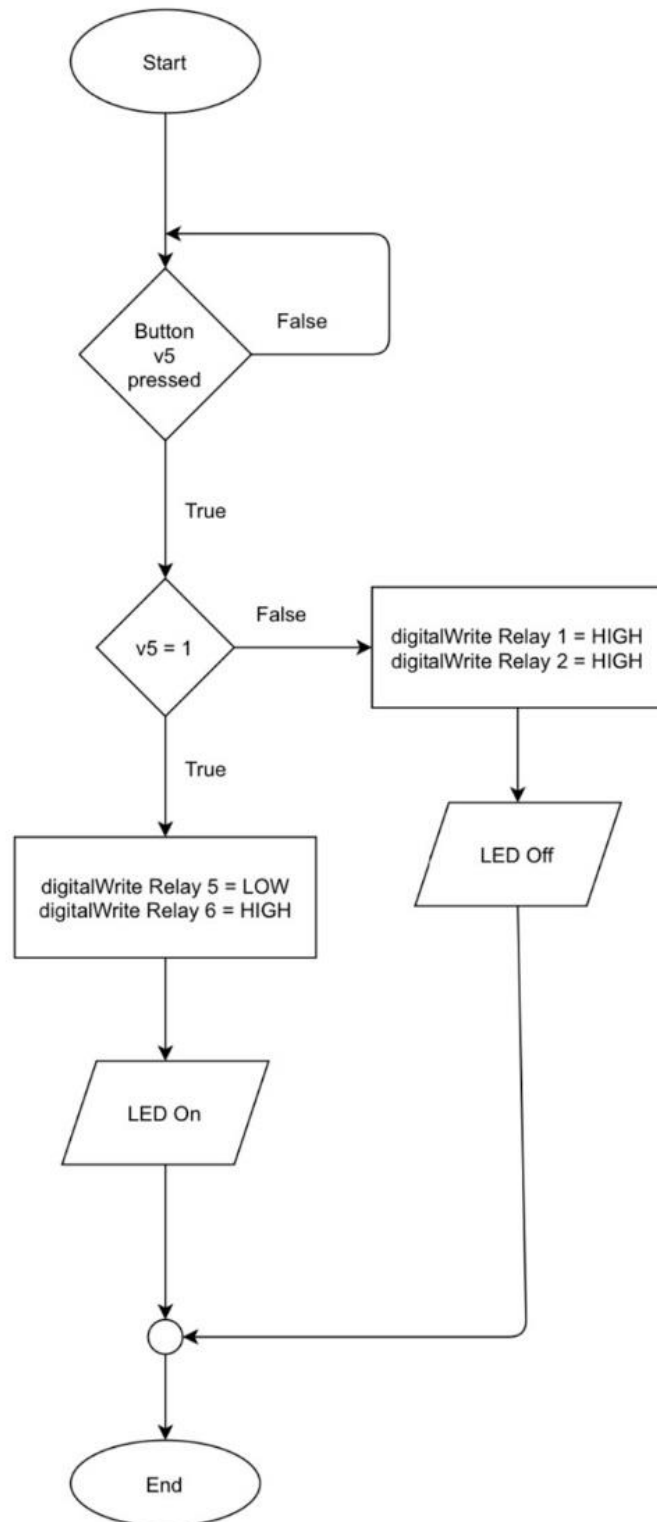 Start
Button
v5
pressed
False
True
v5 = 1
False
digitalWrite Relay 1 = HIGH
digitalWrite Relay 2 = HIGH
True
LED Off
digitalWrite Relay 5 = LOW
digitalWrite Relay 6 = HIGH
LED On
End